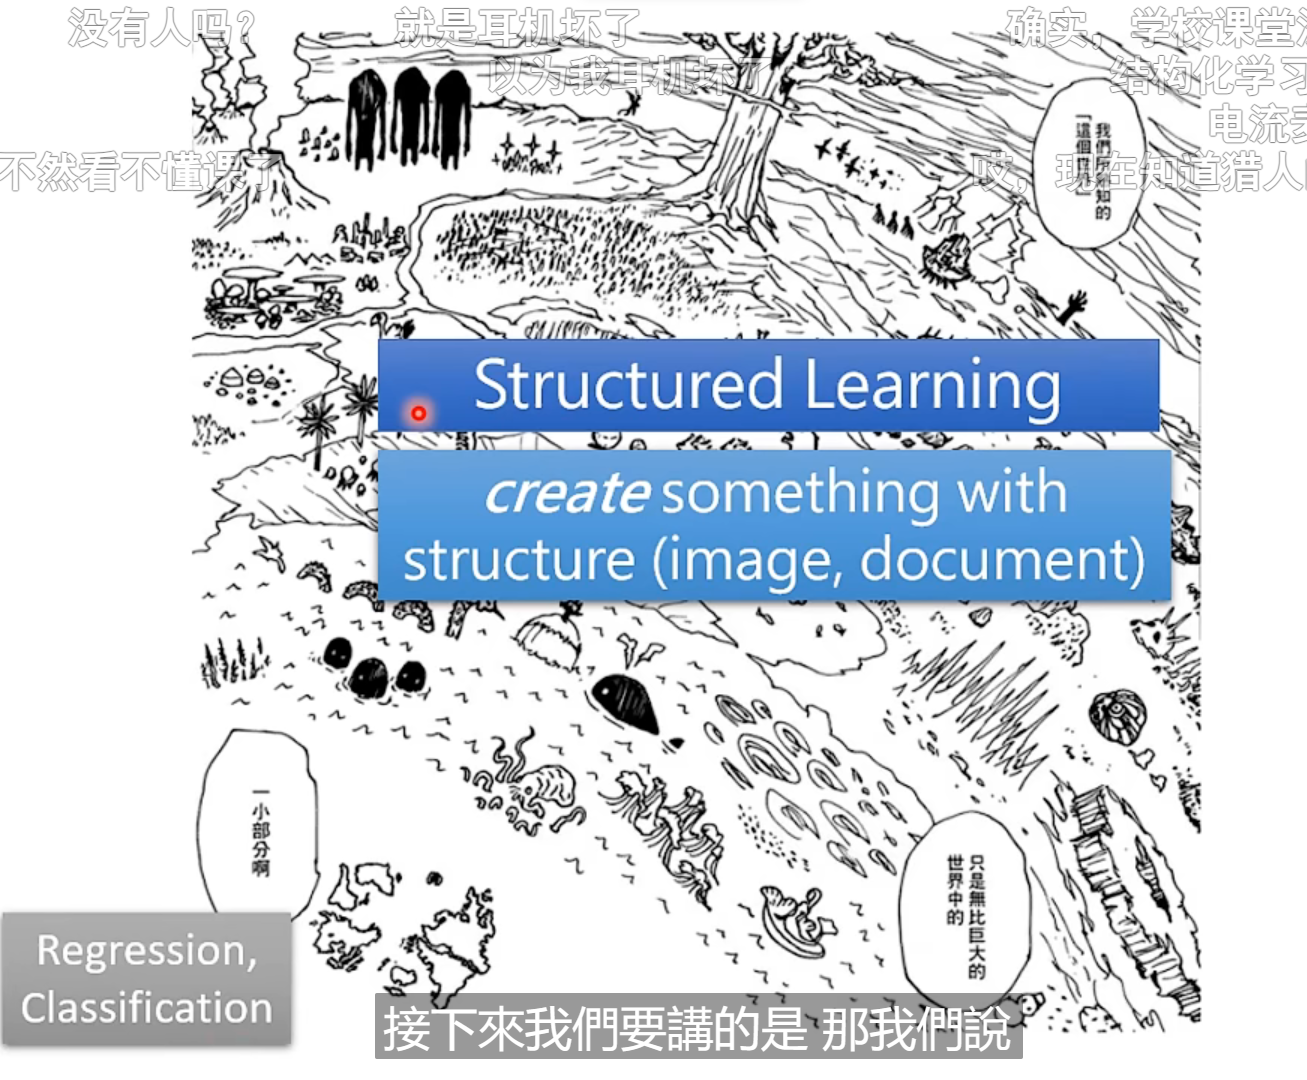 没有人吗？
就是耳机坏了
确实，学校课堂
以为我耳机坏了
结构化学习
电流
不然看不懂课了
哎，现在知道猎人
我們所
知的
「這個世界」
Structured Learning
create something with
structure (image, document)
一小部分啊
只是無比巨大的
世界中的
Regression,
Classification
接下來我們要講的是 那我們說